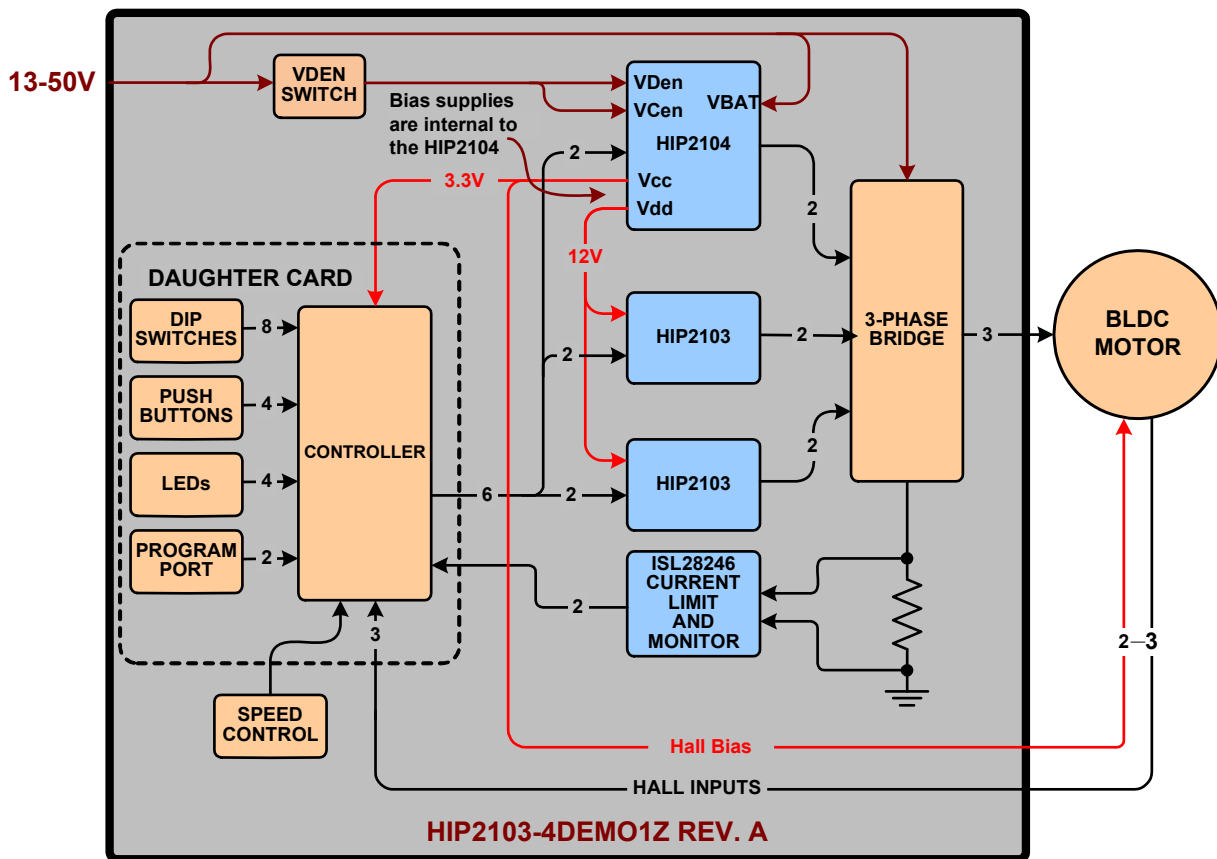 13-50V
VDEN
SWITCH
Bias supplies
are internal to
the HIP2104
VDen
VCen
VBAT
HIP2104
Vcc
Vdd
2
2
3.3V
12V
DAUGHTER CARD
DIP
SWITCHES
8
PUSH
BUTTONS
4
LEDs
4
PROGRAM
PORT
2
CONTROLLER
6
2
HIP2103
2
2
HIP2103
2
3-PHASE
BRIDGE
3
BLDC
MOTOR
ISL28246
CURRENT
LIMIT
AND
MONITOR
2
3
SPEED
CONTROL
2
3
Hall Bias
HALL INPUTS
HIP2103-4DEMO1Z REV. A